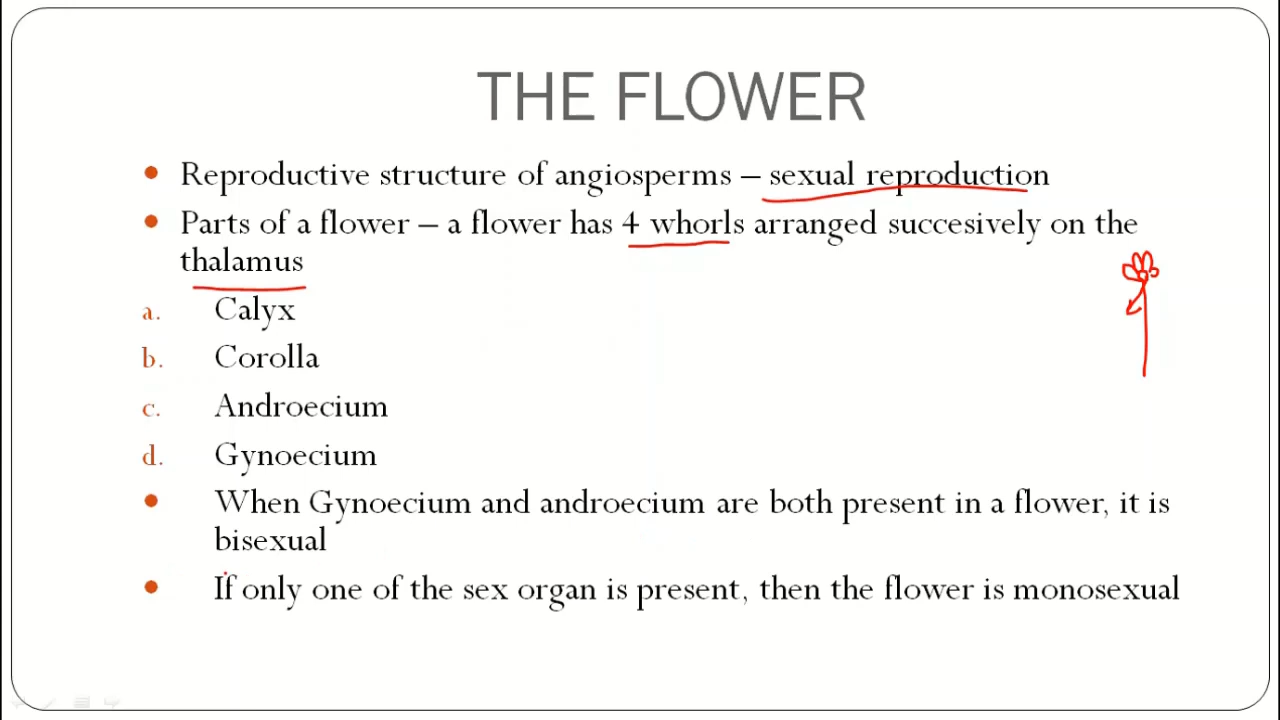 THE FLOWER
• Reproductive structure of angiosperms – sexual reproduction
• Parts of a flower – a flower has 4 whorls arranged succesively on the
thalamus
a. Calyx
b. Corolla
c. Androecium
d. Gynoecium
• When Gynoecium and androecium are both present in a flower, it is
bisexual
• If only one of the sex organ is present, then the flower is monosexual